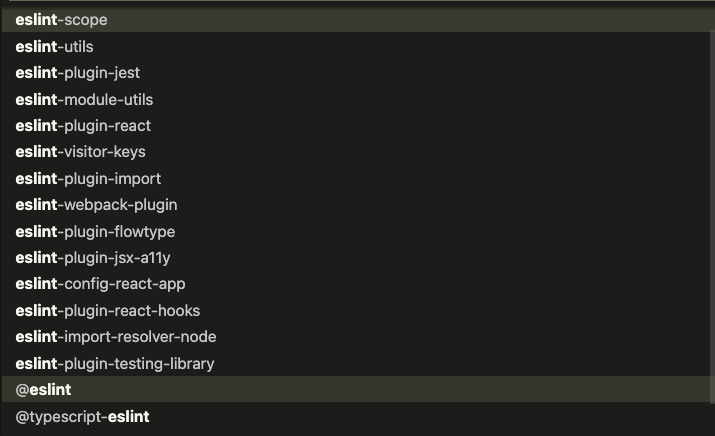 eslint-scope
eslint-utils
eslint-plugin-jest
eslint-module-utils
eslint-plugin-react
eslint-visitor-keys
eslint-plugin-import
eslint-webpack-plugin
eslint-plugin-flowtype
eslint-plugin-jsx-a11y
eslint-config-react-app
eslint-plugin-react-hooks
eslint-import-resolver-node
eslint-plugin-testing-library
@eslint
@typescript-eslint